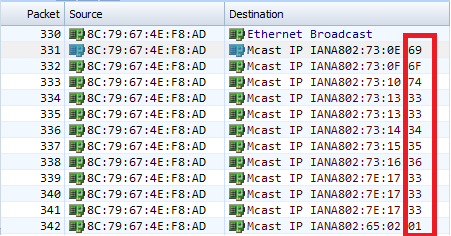 Packet Source Destination
330 8C:79:67:4E:F8:AD Ethernet Broadcast
331 8C:79:67:4E:F8:AD Mcast IP IANA802:73:0E:69
332 8C:79:67:4E:F8:AD Mcast IP IANA802:73:0F:6F
333 8C:79:67:4E:F8:AD Mcast IP IANA802:73:10:74
334 8C:79:67:4E:F8:AD Mcast IP IANA802:73:13:33
335 8C:79:67:4E:F8:AD Mcast IP IANA802:73:13:33
336 8C:79:67:4E:F8:AD Mcast IP IANA802:73:14:34
337 8C:79:67:4E:F8:AD Mcast IP IANA802:73:15:35
338 8C:79:67:4E:F8:AD Mcast IP IANA802:73:16:36
339 8C:79:67:4E:F8:AD Mcast IP IANA802:7E:17:33
340 8C:79:67:4E:F8:AD Mcast IP IANA802:7E:17:33
341 8C:79:67:4E:F8:AD Mcast IP IANA802:7E:17:33
342 8C:79:67:4E:F8:AD Mcast IP IANA802:65:02:01